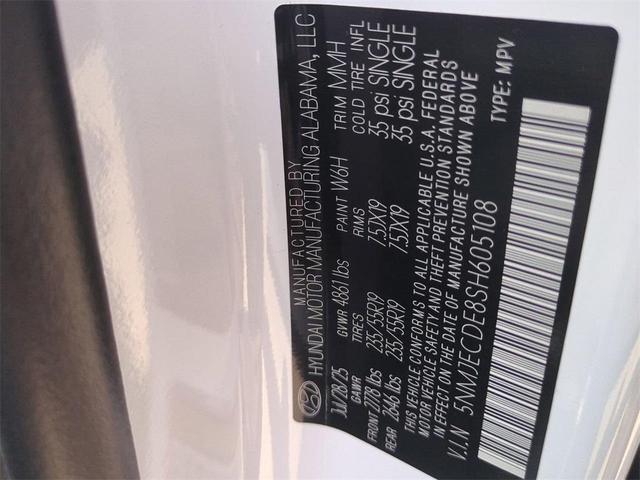 MANUFACTURED BY
HYUNDAI MOTOR MANUFACTURING ALABAMA, LLC
JUL/28/25 GVWR 4861 lbs PAINT W6H TRIM MMH
GAWR TIRES RIMS COLD TIRE INFL
FRONT 2778 lbs 235/55R19 7.5JX19 35 psi SINGLE
REAR 2646 lbs 235/55R19 7.5JX19 35 psi SINGLE
THIS VEHICLE CONFORMS TO ALL APPLICABLE U.S.A. FEDERAL
MOTOR VEHICLE SAFETY AND THEFT PREVENTION STANDARDS
IN EFFECT ON THE DATE OF MANUFACTURE SHOWN ABOVE
V.I.N 5NMJECDE8SH605108 TYPE: MPV